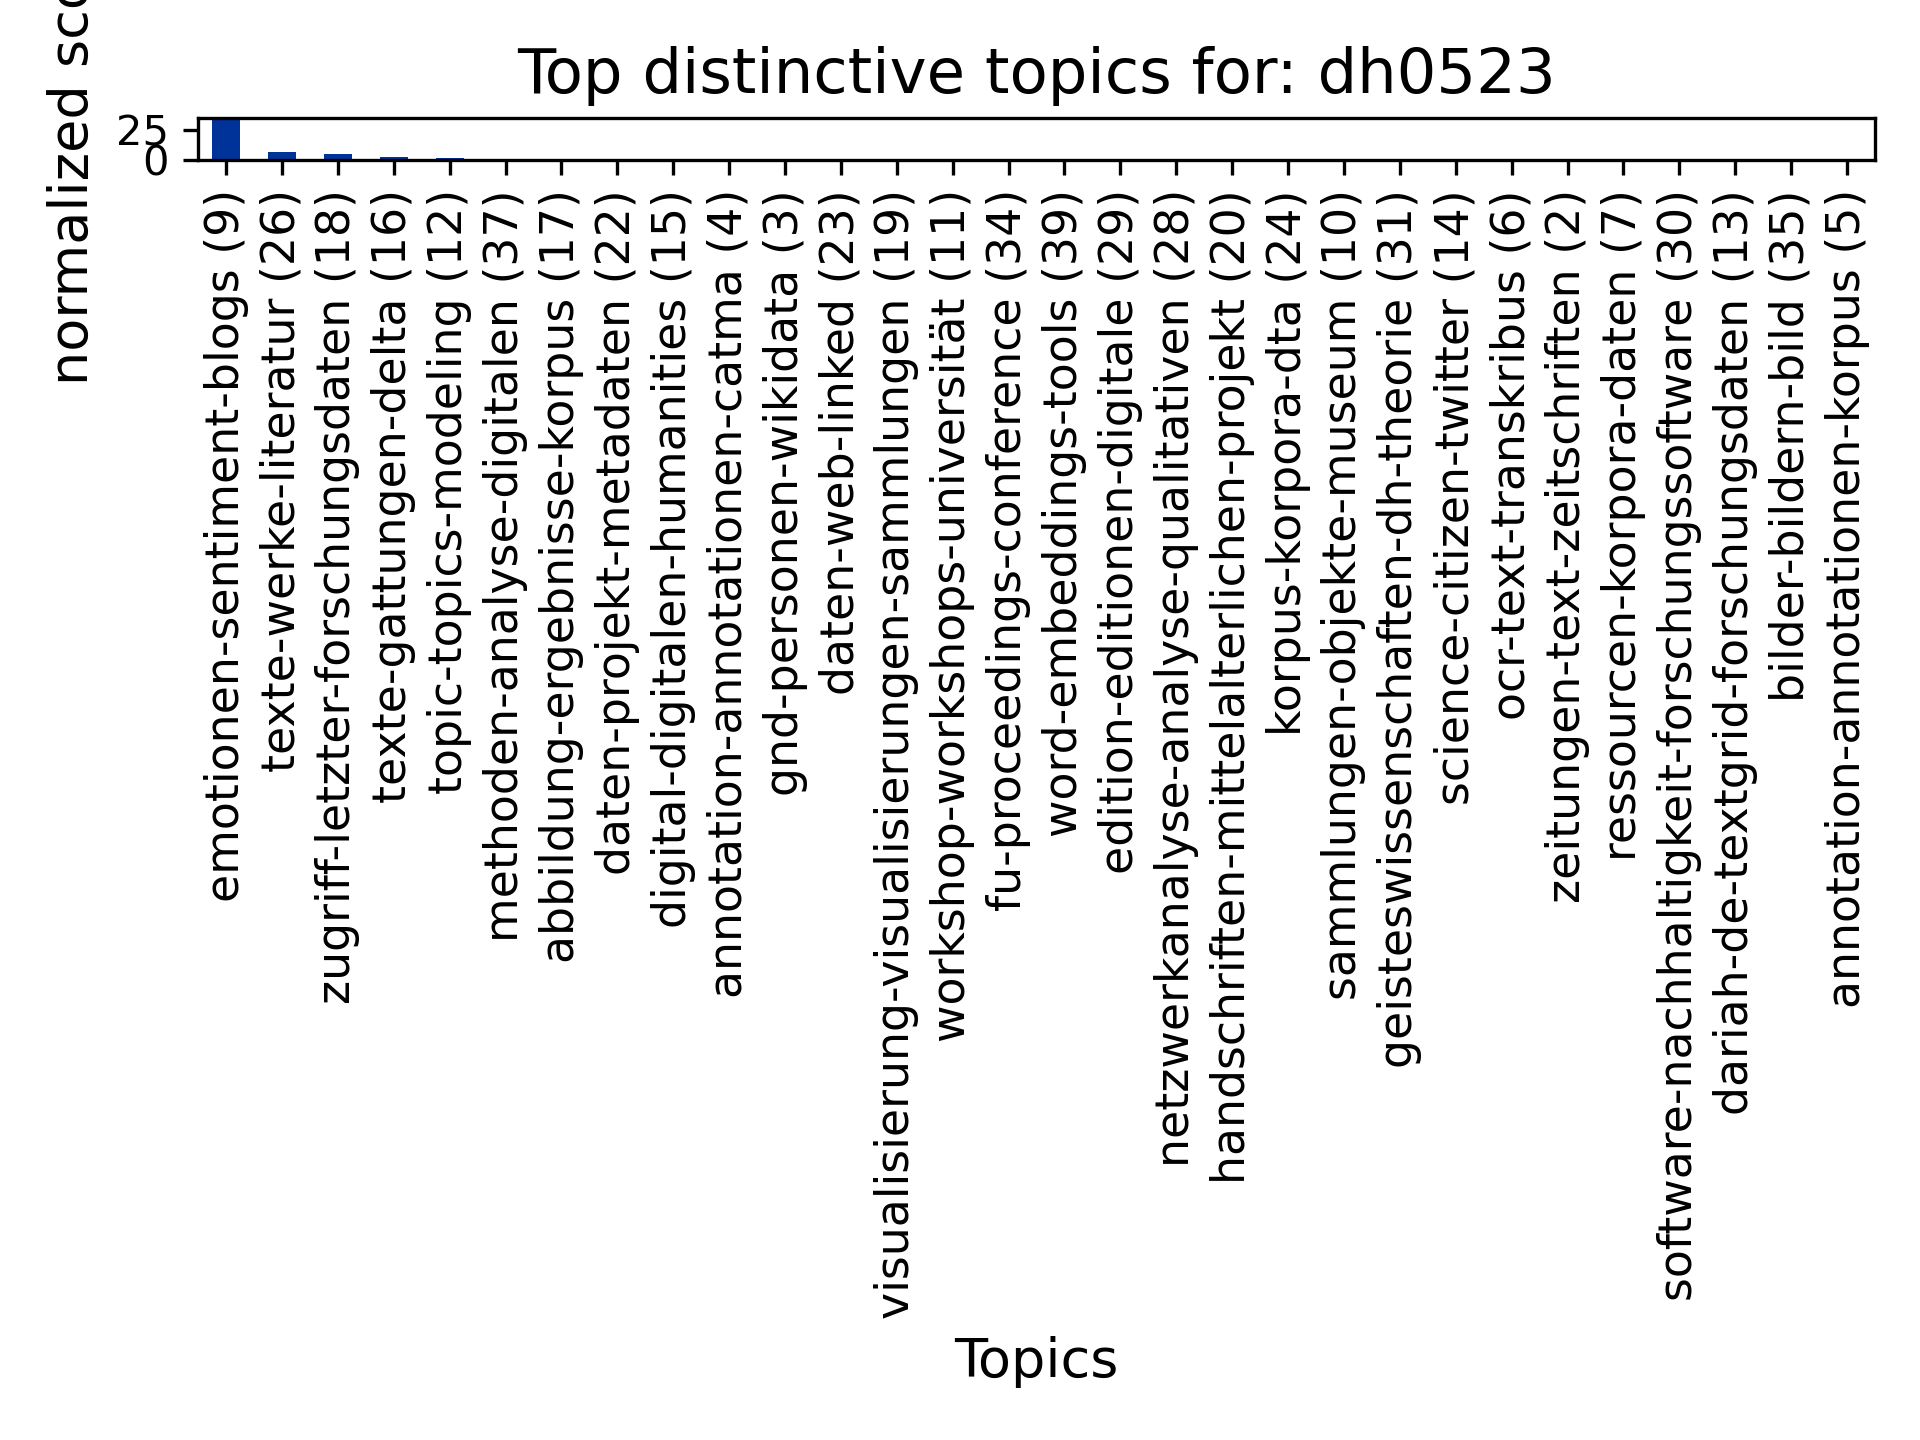 Top distinctive topics for: dh0523
normalized
25
0
emotionen-sentiment-blogs (9)
texte-werke-literatur (26)
zugriff-letzter-forschungsdaten (18)
texte-gattungen-delta (16)
topic-topics-modeling (12)
methoden-analyse-digitalen (37)
abbildung-ergebnisse-korpus (17)
daten-projekt-metadaten (22)
digital-digitalen-humanities (15)
annotation-annotationen-catma (4)
gnd-personen-wikidata (3)
daten-web-linked (23)
visualisierung-visualisierungen-sammlungen (19)
workshop-workshops-universität (11)
fu-proceedings-conference (34)
word-embeddings-tools (39)
edition-editionen-digitale (29)
netzwerkanalyse-analyse-qualitativen (28)
handschriften-mittelalterlichen-projekt (20)
korpus-korpora-dta (24)
sammlungen-objekte-museum (10)
geisteswissenschaften-dh-theorie (31)
science-citizen-twitter (14)
ocr-text-transkribus (6)
zeitungen-text-zeitschriften (2)
ressourcen-korpora-daten (7)
software-nachhaltigkeit-forschungssoftware (30)
dariah-de-textgrid-forschungsdaten (13)
bilder-bildern-bild (35)
annotation-annotationen-korpus (5)
Topics